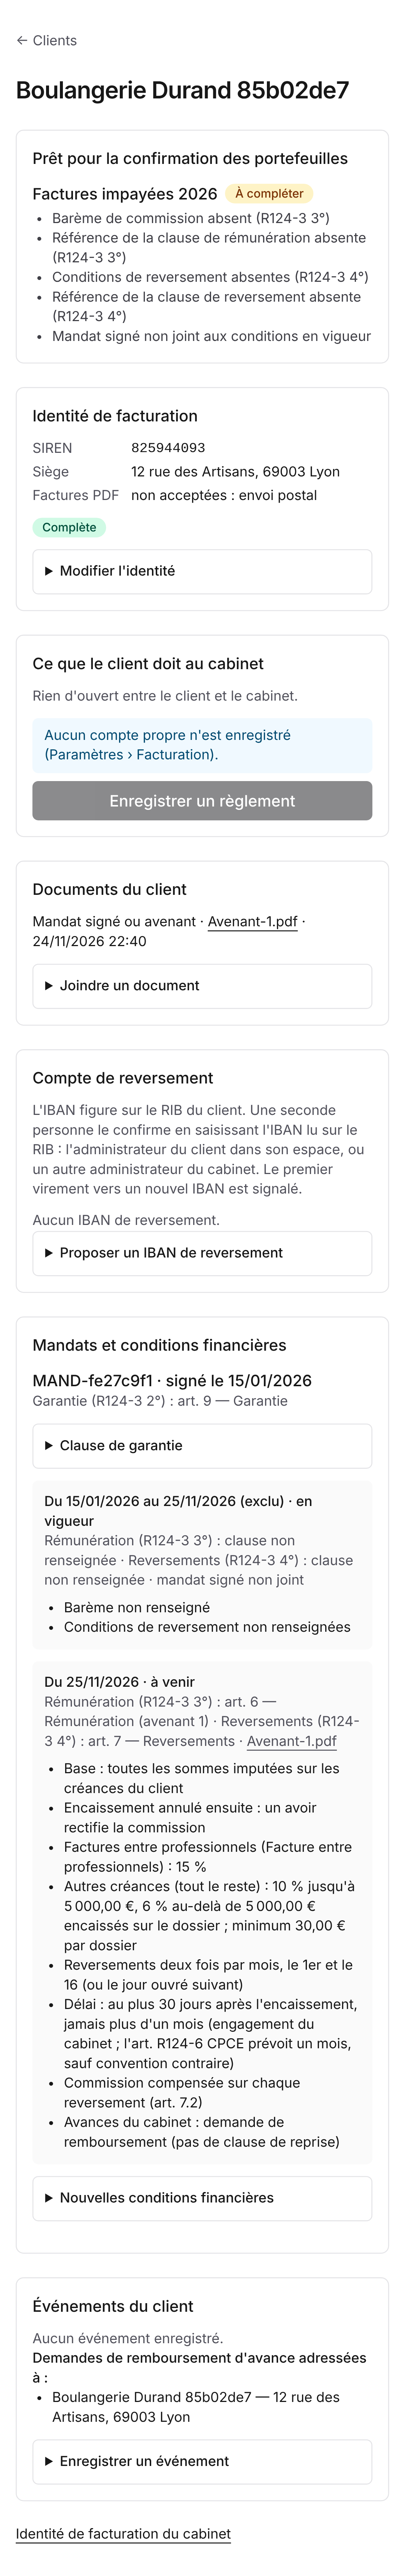 ← Clients
Boulangerie Durand 85b02de7
Prêt pour la confirmation des portefeuilles
Factures impayées 2026 À compléter
• Barème de commission absent (R124-3 3°)
• Référence de la clause de rémunération absente
(R124-3 3°)
• Conditions de reversement absentes (R124-3 4°)
• Référence de la clause de reversement absente
(R124-3 4°)
• Mandat signé non joint aux conditions en vigueur
Identité de facturation
SIREN 825944093
Siège 12 rue des Artisans, 69003 Lyon
Factures PDF non acceptées : envoi postal
Complète
▶ Modifier l'identité
Ce que le client doit au cabinet
Rien d'ouvert entre le client et le cabinet.
Aucun compte propre n'est enregistré
(Paramètres › Facturation).
Enregistrer un règlement
Documents du client
Mandat signé ou avenant · Avenant-1.pdf ·
24/11/2026 22:40
▶ Joindre un document
Compte de reversement
L'IBAN figure sur le RIB du client. Une seconde
personne le confirme en saisissant l'IBAN lu sur le
RIB : l'administrateur du client dans son espace, ou
un autre administrateur du cabinet. Le premier
virement vers un nouvel IBAN est signalé.
Aucun IBAN de reversement.
▶ Proposer un IBAN de reversement
Mandats et conditions financières
MAND-fe27c9f1 · signé le 15/01/2026
Garantie (R124-3 2°) : art. 9 — Garantie
▶ Clause de garantie
Du 15/01/2026 au 25/11/2026 (exclu) · en
vigueur
Rémunération (R124-3 3°) : clause non
renseignée · Reversements (R124-3 4°) : clause
non renseignée · mandat signé non joint
• Barème non renseigné
• Conditions de reversement non renseignées
Du 25/11/2026 · à venir
Rémunération (R124-3 3°) : art. 6 —
Rémunération (avenant 1) · Reversements (R124-
3 4°) : art. 7 — Reversements · Avenant-1.pdf
• Base : toutes les sommes imputées sur les
créances du client
• Encaissement annulé ensuite : un avoir
rectifie la commission
• Factures entre professionnels (Facture entre
professionnels) : 15 %
• Autres créances (tout le reste) : 10 % jusqu'à
5 000,00 €, 6 % au-delà de 5 000,00 €
encaissés sur le dossier ; minimum 30,00 €
par dossier
• Reversements deux fois par mois, le 1er et le
16 (ou le jour ouvré suivant)
• Délai : au plus 30 jours après l'encaissement,
jamais plus d'un mois (engagement du
cabinet ; l'art. R124-6 CPCE prévoit un mois,
sauf convention contraire)
• Commission compensée sur chaque
reversement (art. 7.2)
• Avances du cabinet : demande de
remboursement (pas de clause de reprise)
▶ Nouvelles conditions financières
Événements du client
Aucun événement enregistré.
Demandes de remboursement d'avance adressées
à :
• Boulangerie Durand 85b02de7 — 12 rue des
Artisans, 69003 Lyon
▶ Enregistrer un événement
Identité de facturation du cabinet